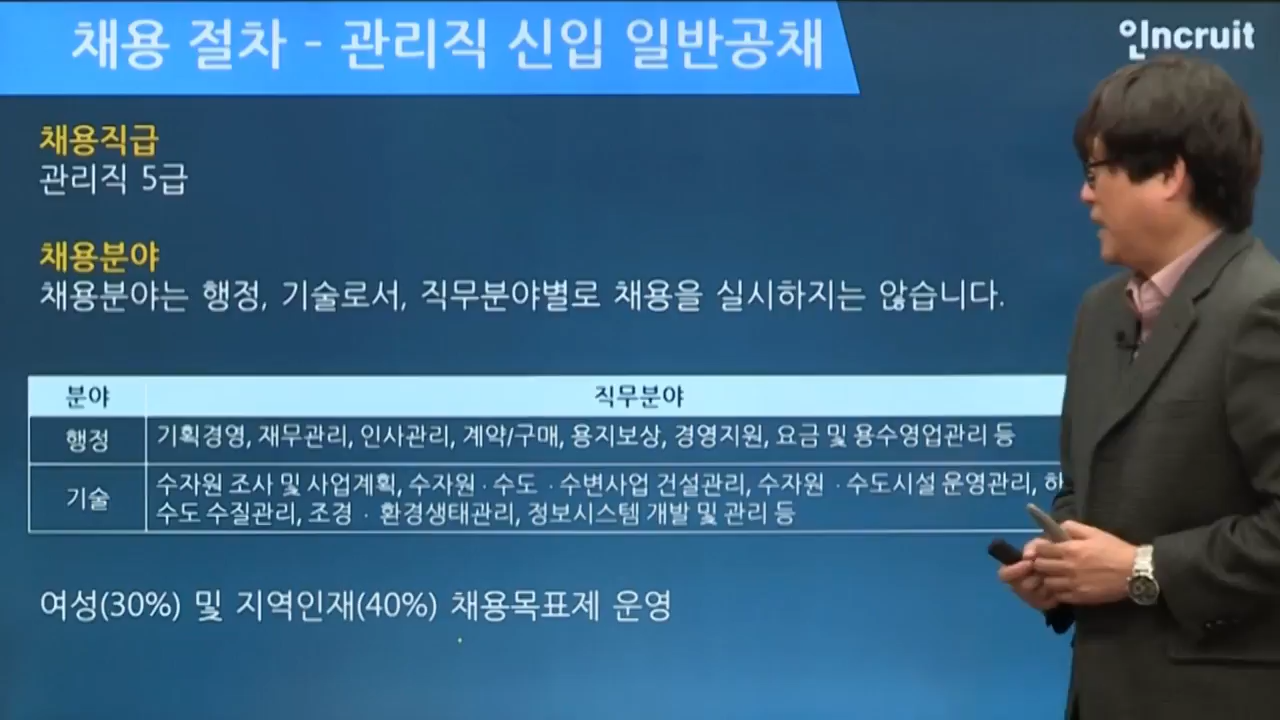 채용 절차 - 관리직 신입 일반공채
인incruit
채용직급
관리직 5급
채용분야
채용분야는 행정, 기술로서, 직무분야별로 채용을 실시하지는 않습니다.
분야 직무분야
행정 기획경영, 재무관리, 인사관리, 계약/구매, 용지보상, 경영지원, 요금 및 용수영업관리 등
기술 수자원 조사 및 사업계획, 수자원 · 수도 · 수변사업 건설관리, 수자원 · 수도시설 운영관리,
수도 수질관리, 조경 · 환경생태관리, 정보시스템 개발 및 관리 등
여성(30%) 및 지역인재(40%) 채용목표제 운영